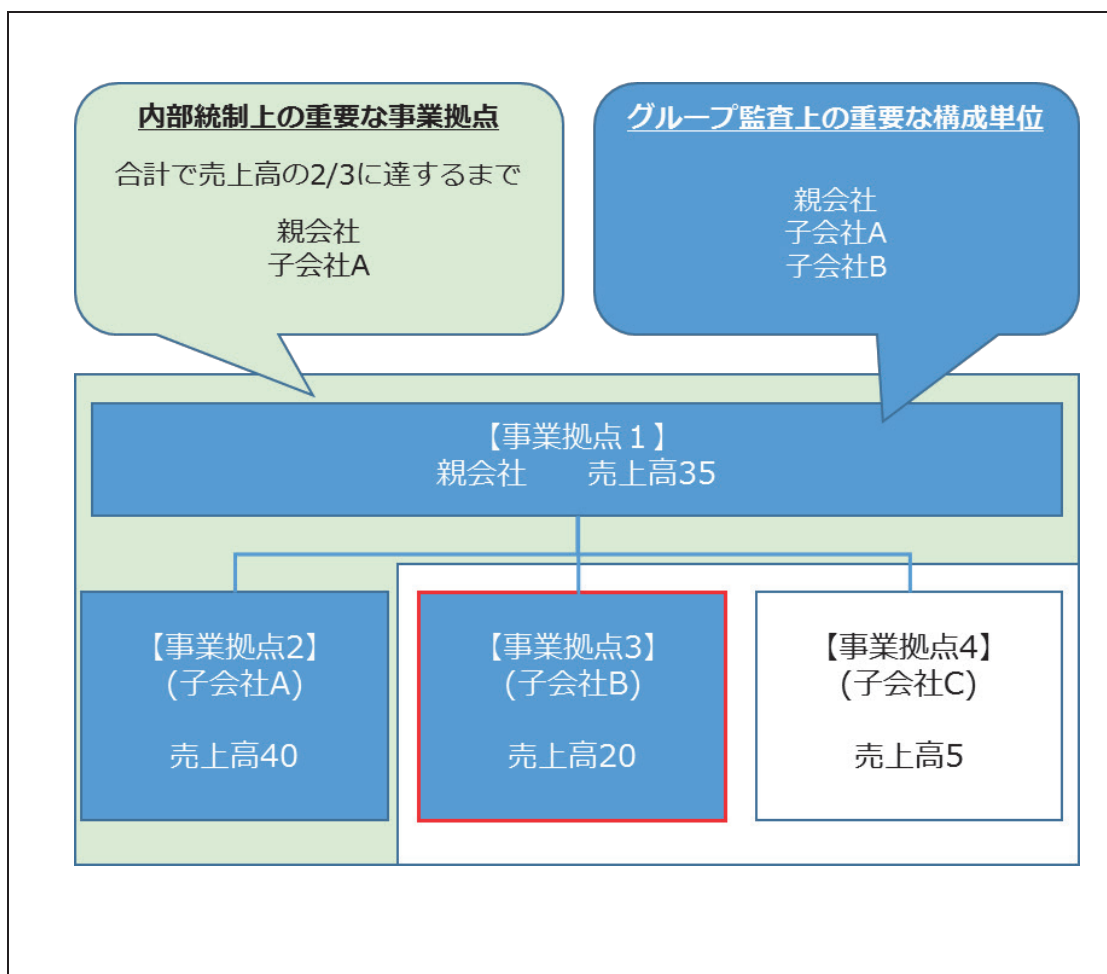 内部統制上の重要な事業拠点
合計で売上高の2/3に達するまで
親会社
子会社A
グループ監査上の重要な構成単位
親会社
子会社A
子会社B
【事業拠点１】
親会社　　売上高35
【事業拠点2】
(子会社A)
売上高40
【事業拠点3】
(子会社B)
売上高20
【事業拠点4】
(子会社C)
売上高5